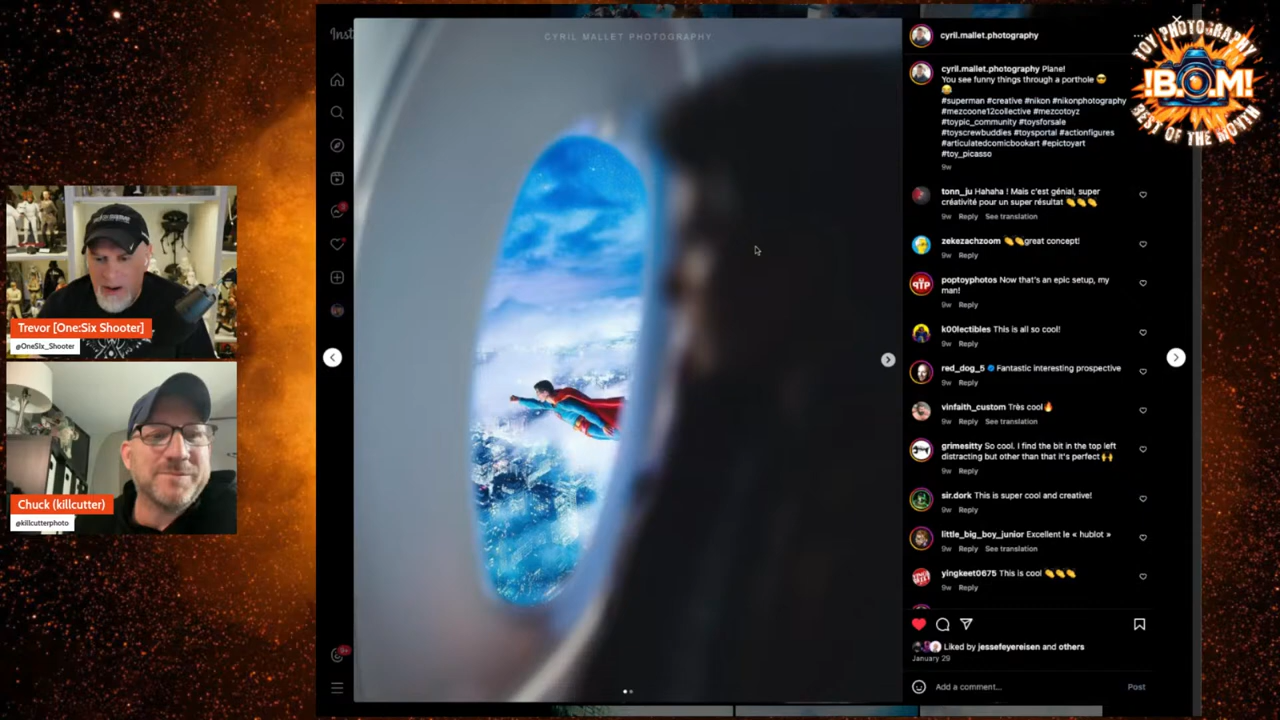 Inst
CYRIL MALLET PHOTOGRAPHY
cyril.mallet.photography
TOY PHOTOGRAPHY
!B.O.M!
BEST OF THE MONTH
cyril.mallet.photography Plane!
You see funny things through a porthole 😎
😂
#superman #creative #nikon #nikonphotography
#mezcoone12collective #mezcotoyz
#toypic_community #toysforsale
#toyscrewbuddies #toysportal #actionfigures
#articulatedcomicbookart #epictoyart
#toy_picasso
9w
tonn_ju Hahaha ! Mais c'est génial, super
créativité pour un super résultat 👏👏👏
9w Reply See translation
zekezachzoom 👏👏great concept!
9w Reply
poptoyphotos Now that's an epic setup, my
man!
9w Reply
k00lectibles This is all so cool!
9w Reply
red_dog_5 Fantastic interesting prospective
9w Reply
vinfaith_custom Très cool🔥
9w Reply See translation
grimesitty So cool. I find the bit in the top left
distracting but other than that it's perfect 🙌
9w Reply
sir.dork This is super cool and creative!
9w Reply
little_big_boy_junior Excellent le « hublot »
9w Reply See translation
yingkeet0675 This is cool 👏👏👏
9w Reply
Liked by jessefeyereisen and others
January 29
Add a comment...
Post
Trevor [One:Six Shooter]
@OneSix_Shooter
Chuck (killcutter)
@killcutterphoto